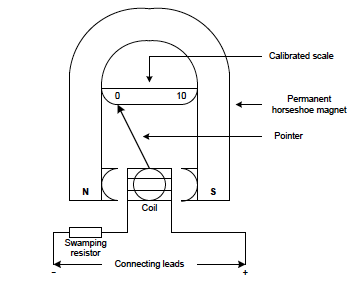 Calibrated scale
0 10
Permanent
horseshoe magnet
Pointer
N S
Coil
Swamping
resistor
Connecting leads
− +